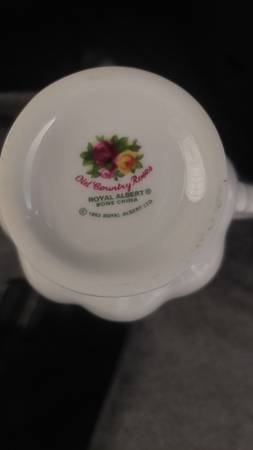 Old Country Roses
ROYAL ALBERT ®
BONE CHINA
© 1962 ROYAL ALBERT LTD